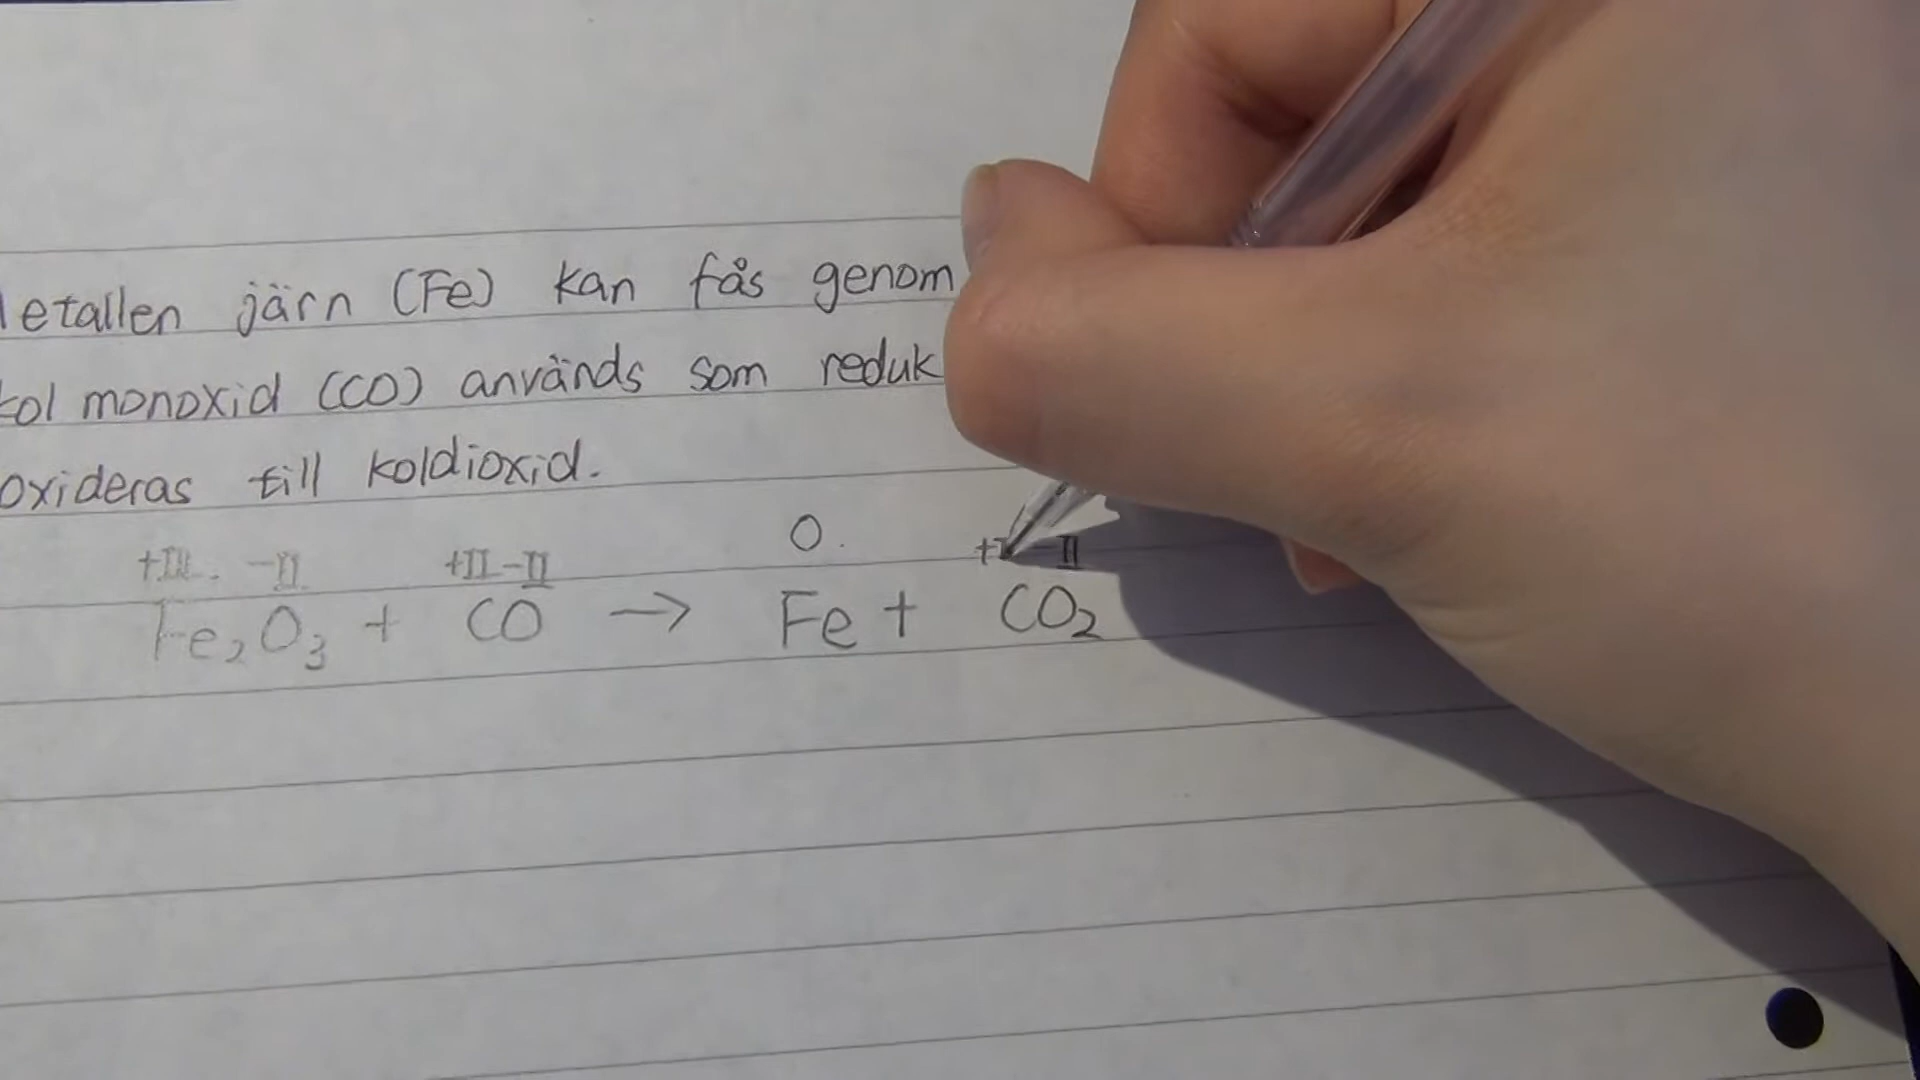 etallen järn (Fe) kan fås genom
kol monoxid (CO) används som reduk
oxideras till koldioxid.
+III -II +II -II 0 -II
Fe₂O₃ + CO → Fe + CO₂